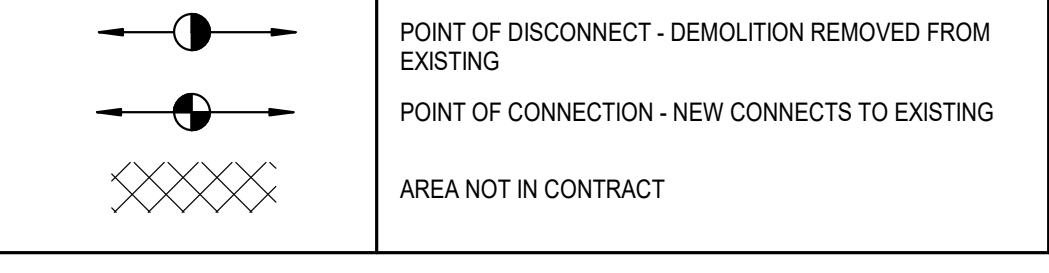 POINT OF DISCONNECT - DEMOLITION REMOVED FROM
EXISTING
POINT OF CONNECTION - NEW CONNECTS TO EXISTING
AREA NOT IN CONTRACT